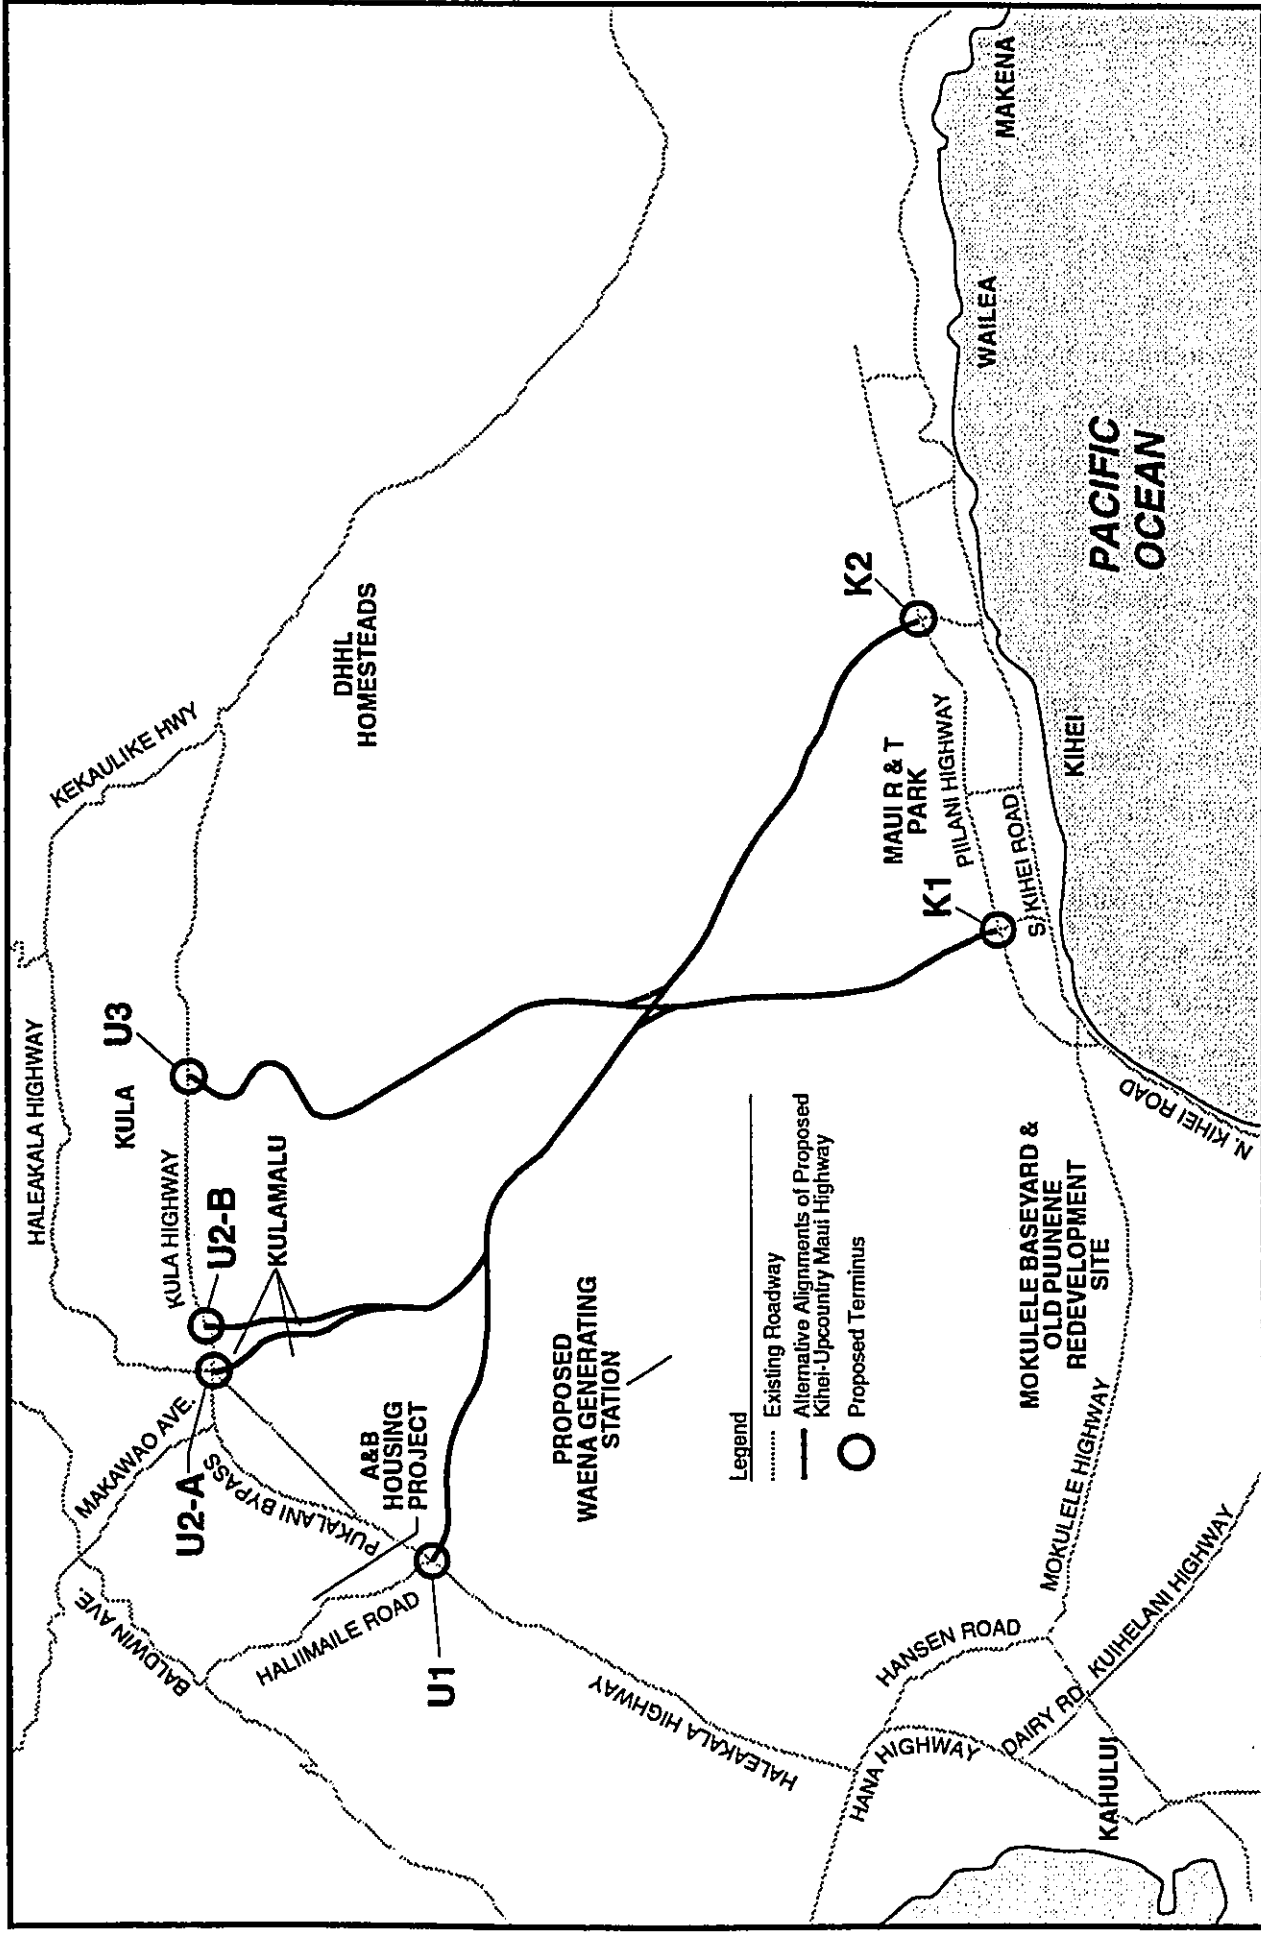 BALDWIN AVE.
MAKAWAO AVE.
U2-A
HALEAKALA HIGHWAY
KULA HIGHWAY
U2-B
KULA
U3
KULAMALU
KEKAULIKE HWY
HALIIMAILE ROAD
PUKALANI BYPASS
A&B
HOUSING
PROJECT
U1
DHHL
HOMESTEADS
HALEAKALA HIGHWAY
PROPOSED
WAENA GENERATING
STATION
Legend
Existing Roadway
Alternative Alignments of Proposed
Kihei-Upcountry Maui Highway
Proposed Terminus
K2
MAUI R & T
PARK
PIILANI HIGHWAY
K1
S. KIHEI ROAD
KIHEI
WAILEA
MAKENA
PACIFIC
OCEAN
HANA HIGHWAY
HANSEN ROAD
DAIRY RD.
KUIHELANI HIGHWAY
MOKULELE HIGHWAY
MOKULELE BASEYARD &
OLD PUUNENE
REDEVELOPMENT
SITE
N. KIHEI ROAD
KAHULUI